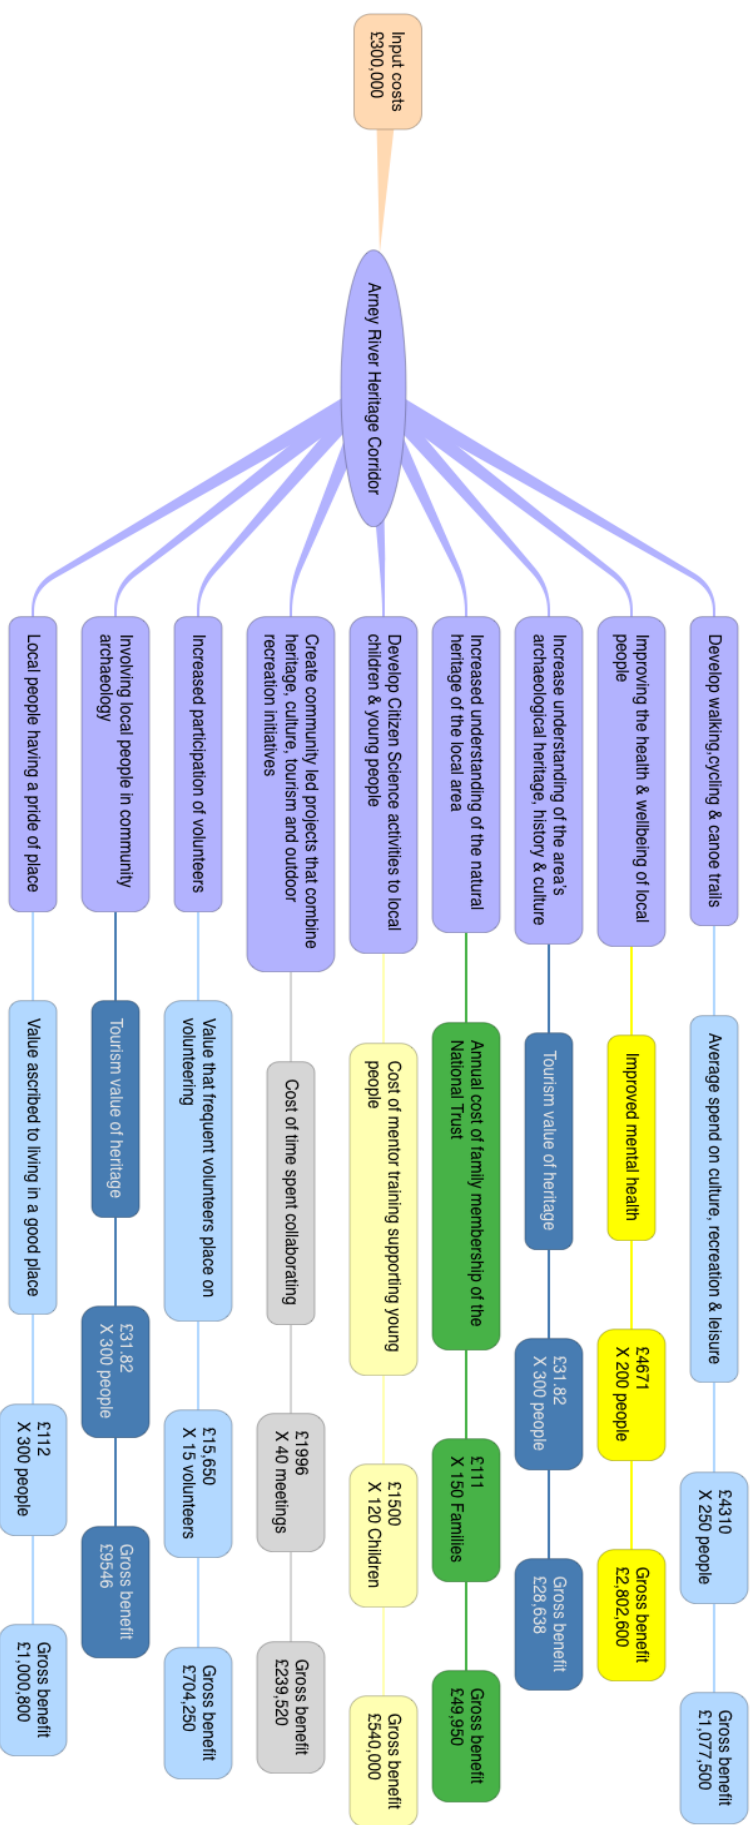 Input costs
£300,000
Arney River Heritage Corridor
Develop walking,cycling & canoe trails
Average spend on culture, recreation & leisure
£4310
X 250 people
Gross benefit
£1,077,500
Improving the health & wellbeing of local
people
Improved mental health
£4671
X 200 people
Gross benefit
£2,802,600
Increase understanding of the area's
archaeological heritage, history & culture
Tourism value of heritage
£31.82
X 300 people
Gross benefit
£28,638
Increased understanding of the natural
heritage of the local area
Annual cost of family membership of the
National Trust
£111
X 150 Families
Gross benefit
£49,950
Develop Citizen Science activities to local
children & young people
Cost of mentor training supporting young
people
£1500
X 120 Children
Gross benefit
£540,000
Create community led projects that combine
heritage, culture, tourism and outdoor
recreation initiatives
Cost of time spent collaborating
£1996
X 40 meetings
Gross benefit
£239,520
Increased participation of volunteers
Value that frequent volunteers place on
volunteering
£15,650
X 15 volunteers
Gross benefit
£704,250
Involving local people in community
archaeology
Tourism value of heritage
£31.82
X 300 people
Gross benefit
£9546
Local people having a pride of place
Value ascribed to living in a good place
£112
X 300 people
Gross benefit
£1,000,800